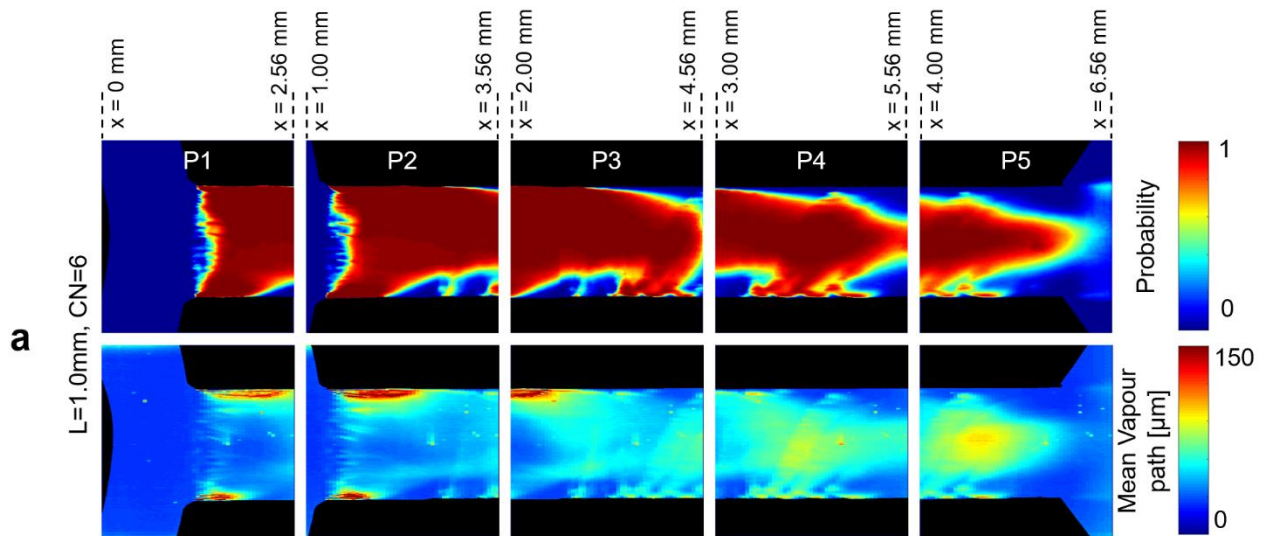 x = 0 mm
x = 2.56 mm
x = 1.00 mm
x = 3.56 mm
x = 2.00 mm
x = 4.56 mm
x = 3.00 mm
x = 5.56 mm
x = 4.00 mm
x = 6.56 mm
P1
P2
P3
P4
P5
a
L=1.0mm, CN=6
1
Probability
0
150
Mean Vapour
path [μm]
0